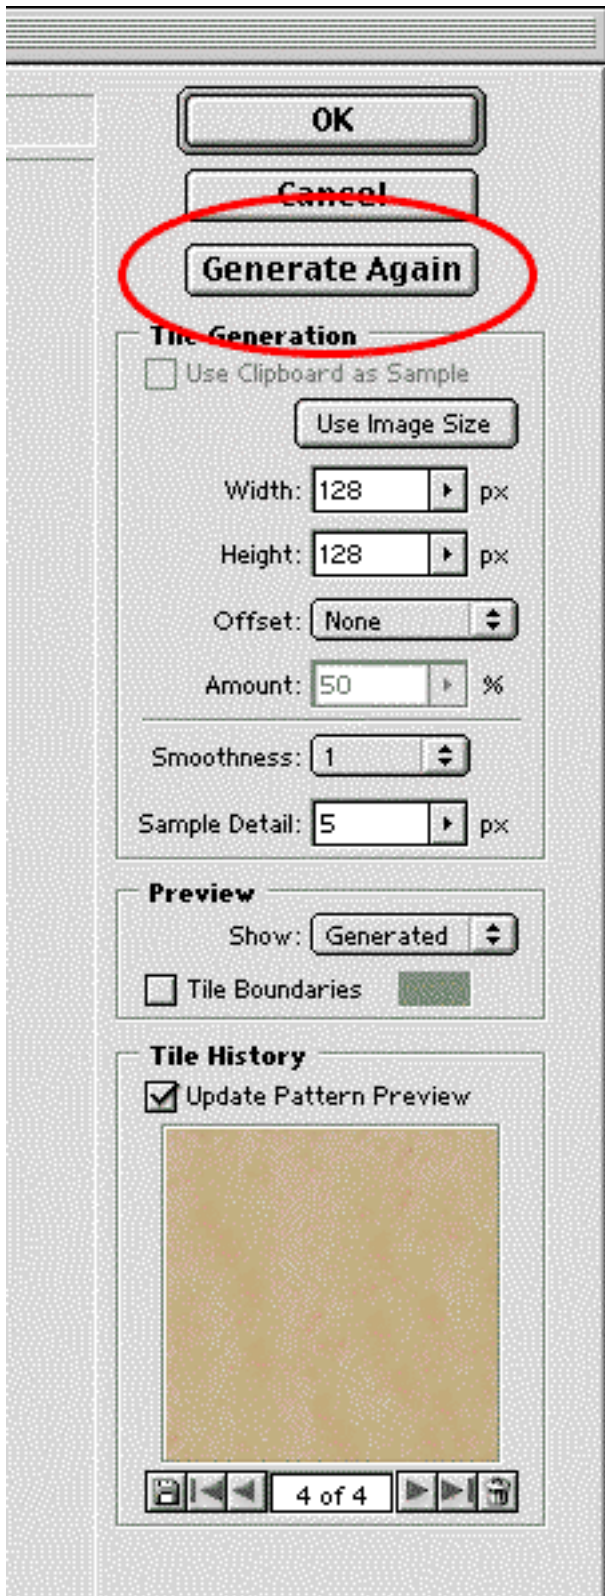 OK
Cancel
Generate Again
Tile Generation
Use Clipboard as Sample
Use Image Size
Width: 128 px
Height: 128 px
Offset: None
Amount: 50 %
Smoothness: 1
Sample Detail: 5 px
Preview
Show: Generated
Tile Boundaries
Tile History
Update Pattern Preview
4 of 4